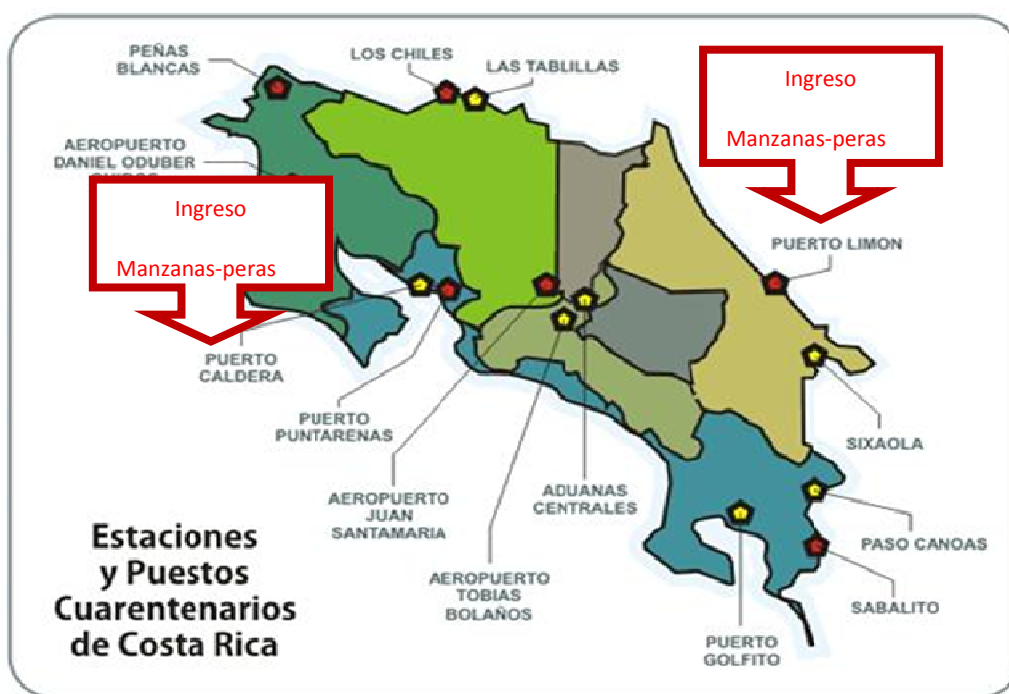 PEÑAS
BLANCAS
LOS CHILES
LAS TABLILLAS
Ingreso
Manzanas-peras
AEROPUERTO
DANIEL ODUBER
Ingreso
Manzanas-peras
PUERTO LIMON
PUERTO
CALDERA
PUERTO
PUNTARENAS
SIXAOLA
AEROPUERTO
JUAN
SANTAMARIA
ADUANAS
CENTRALES
PASO CANOAS
AEROPUERTO
TOBIAS
BOLAÑOS
SABALITO
PUERTO
GOLFITO
Estaciones
y Puestos
Cuarentenarios
de Costa Rica